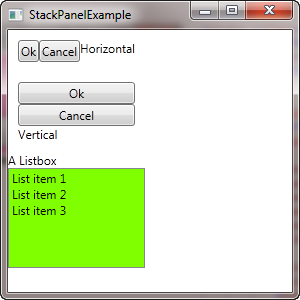 StackPanelExample
Ok Cancel Horizontal
Ok
Cancel
Vertical
A Listbox
List item 1
List item 2
List item 3